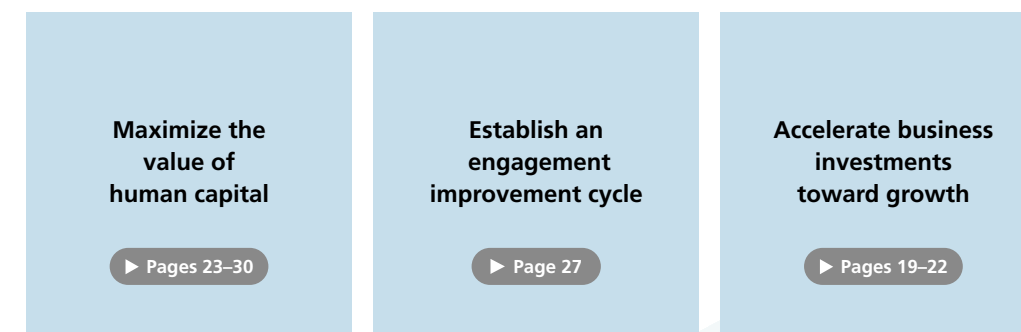 Maximize the
value of
human capital
▶ Pages 23–30
Establish an
engagement
improvement cycle
▶ Page 27
Accelerate business
investments
toward growth
▶ Pages 19–22